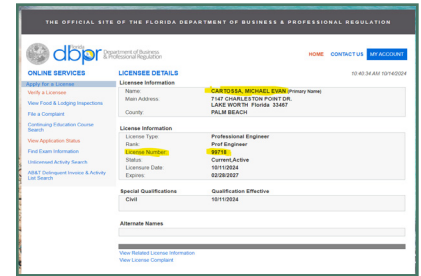 THE OFFICIAL SITE OF THE FLORIDA DEPARTMENT OF BUSINESS & PROFESSIONAL REGULATION
Florida
dbpr Department of Business
& Professional Regulation
HOME CONTACT US MY ACCOUNT
ONLINE SERVICES
Apply for a License
Verify a Licensee
View Food & Lodging Inspections
File a Complaint
Continuing Education Course
Search
View Application Status
Find Exam Information
Unlicensed Activity Search
AB&T Delinquent Invoice & Activity
List Search
LICENSEE DETAILS 10:40:34 AM 10/14/2024
Licensee Information
Name: CARTOSSA, MICHAEL EVAN (Primary Name)
Main Address: 7147 CHARLESTON POINT DR.
LAKE WORTH Florida 33467
County: PALM BEACH
License Information
License Type: Professional Engineer
Rank: Prof Engineer
License Number: 99718
Status: Current,Active
Licensure Date: 10/11/2024
Expires: 02/28/2027
Special Qualifications Qualification Effective
Civil 10/11/2024
Alternate Names
View Related License Information
View License Complaint